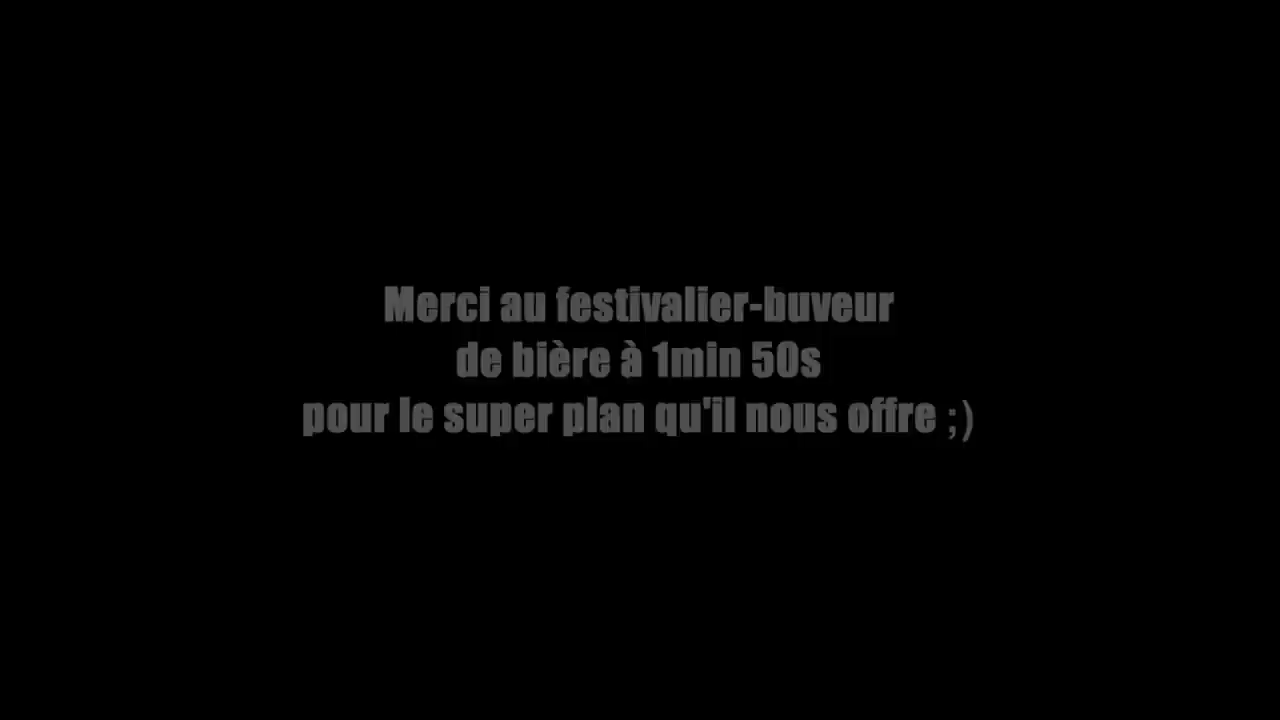 Merci au festivalier-buveur
de bière à 1min 50s
pour le super plan qu'il nous offre ;)